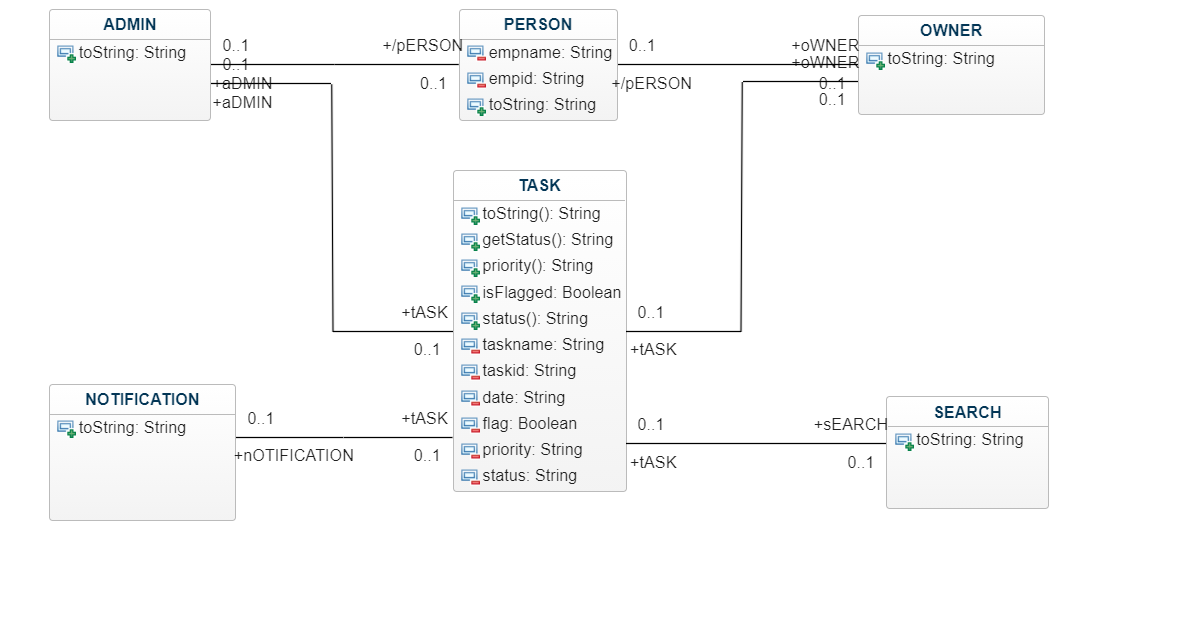 ADMIN
toString: String
0..1
0..1
+aDMIN
+aDMIN
+/pERSON
0..1
PERSON
empname: String
empid: String
toString: String
0..1
+/pERSON
+oWNER
+oWNER
0..1
0..1
OWNER
toString: String
TASK
toString(): String
getStatus(): String
priority(): String
isFlagged: Boolean
status(): String
taskname: String
taskid: String
date: String
flag: Boolean
priority: String
status: String
+tASK
0..1
0..1
+tASK
NOTIFICATION
toString: String
0..1
+nOTIFICATION
+tASK
0..1
0..1
+tASK
+sEARCH
0..1
SEARCH
toString: String